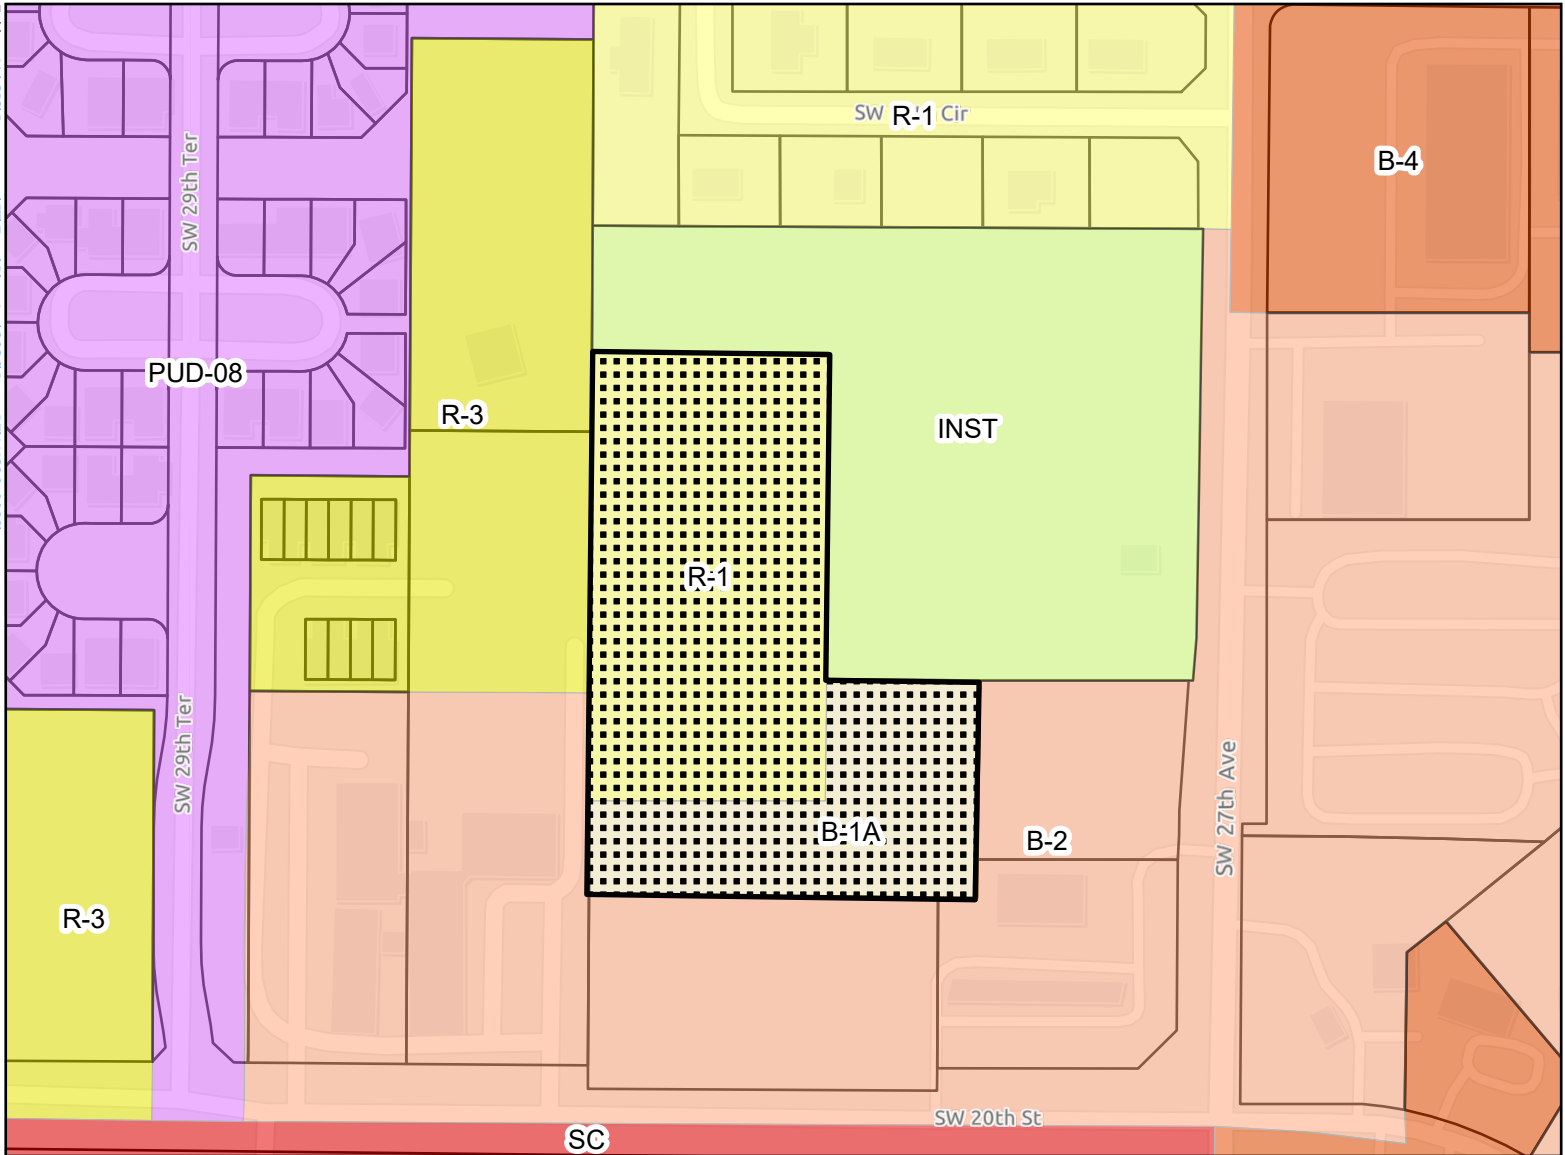 SW
R-1
Cir
B-4
SW 29th Ter
PUD-08
R-3
INST
R-1
SW 29th Ter
SW 27th Ave
B-1A
B-2
R-3
SW 20th St
SC